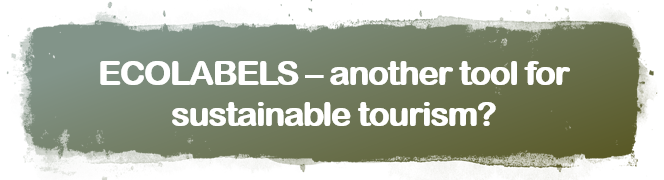 ECOLABELS – another tool for
sustainable tourism?